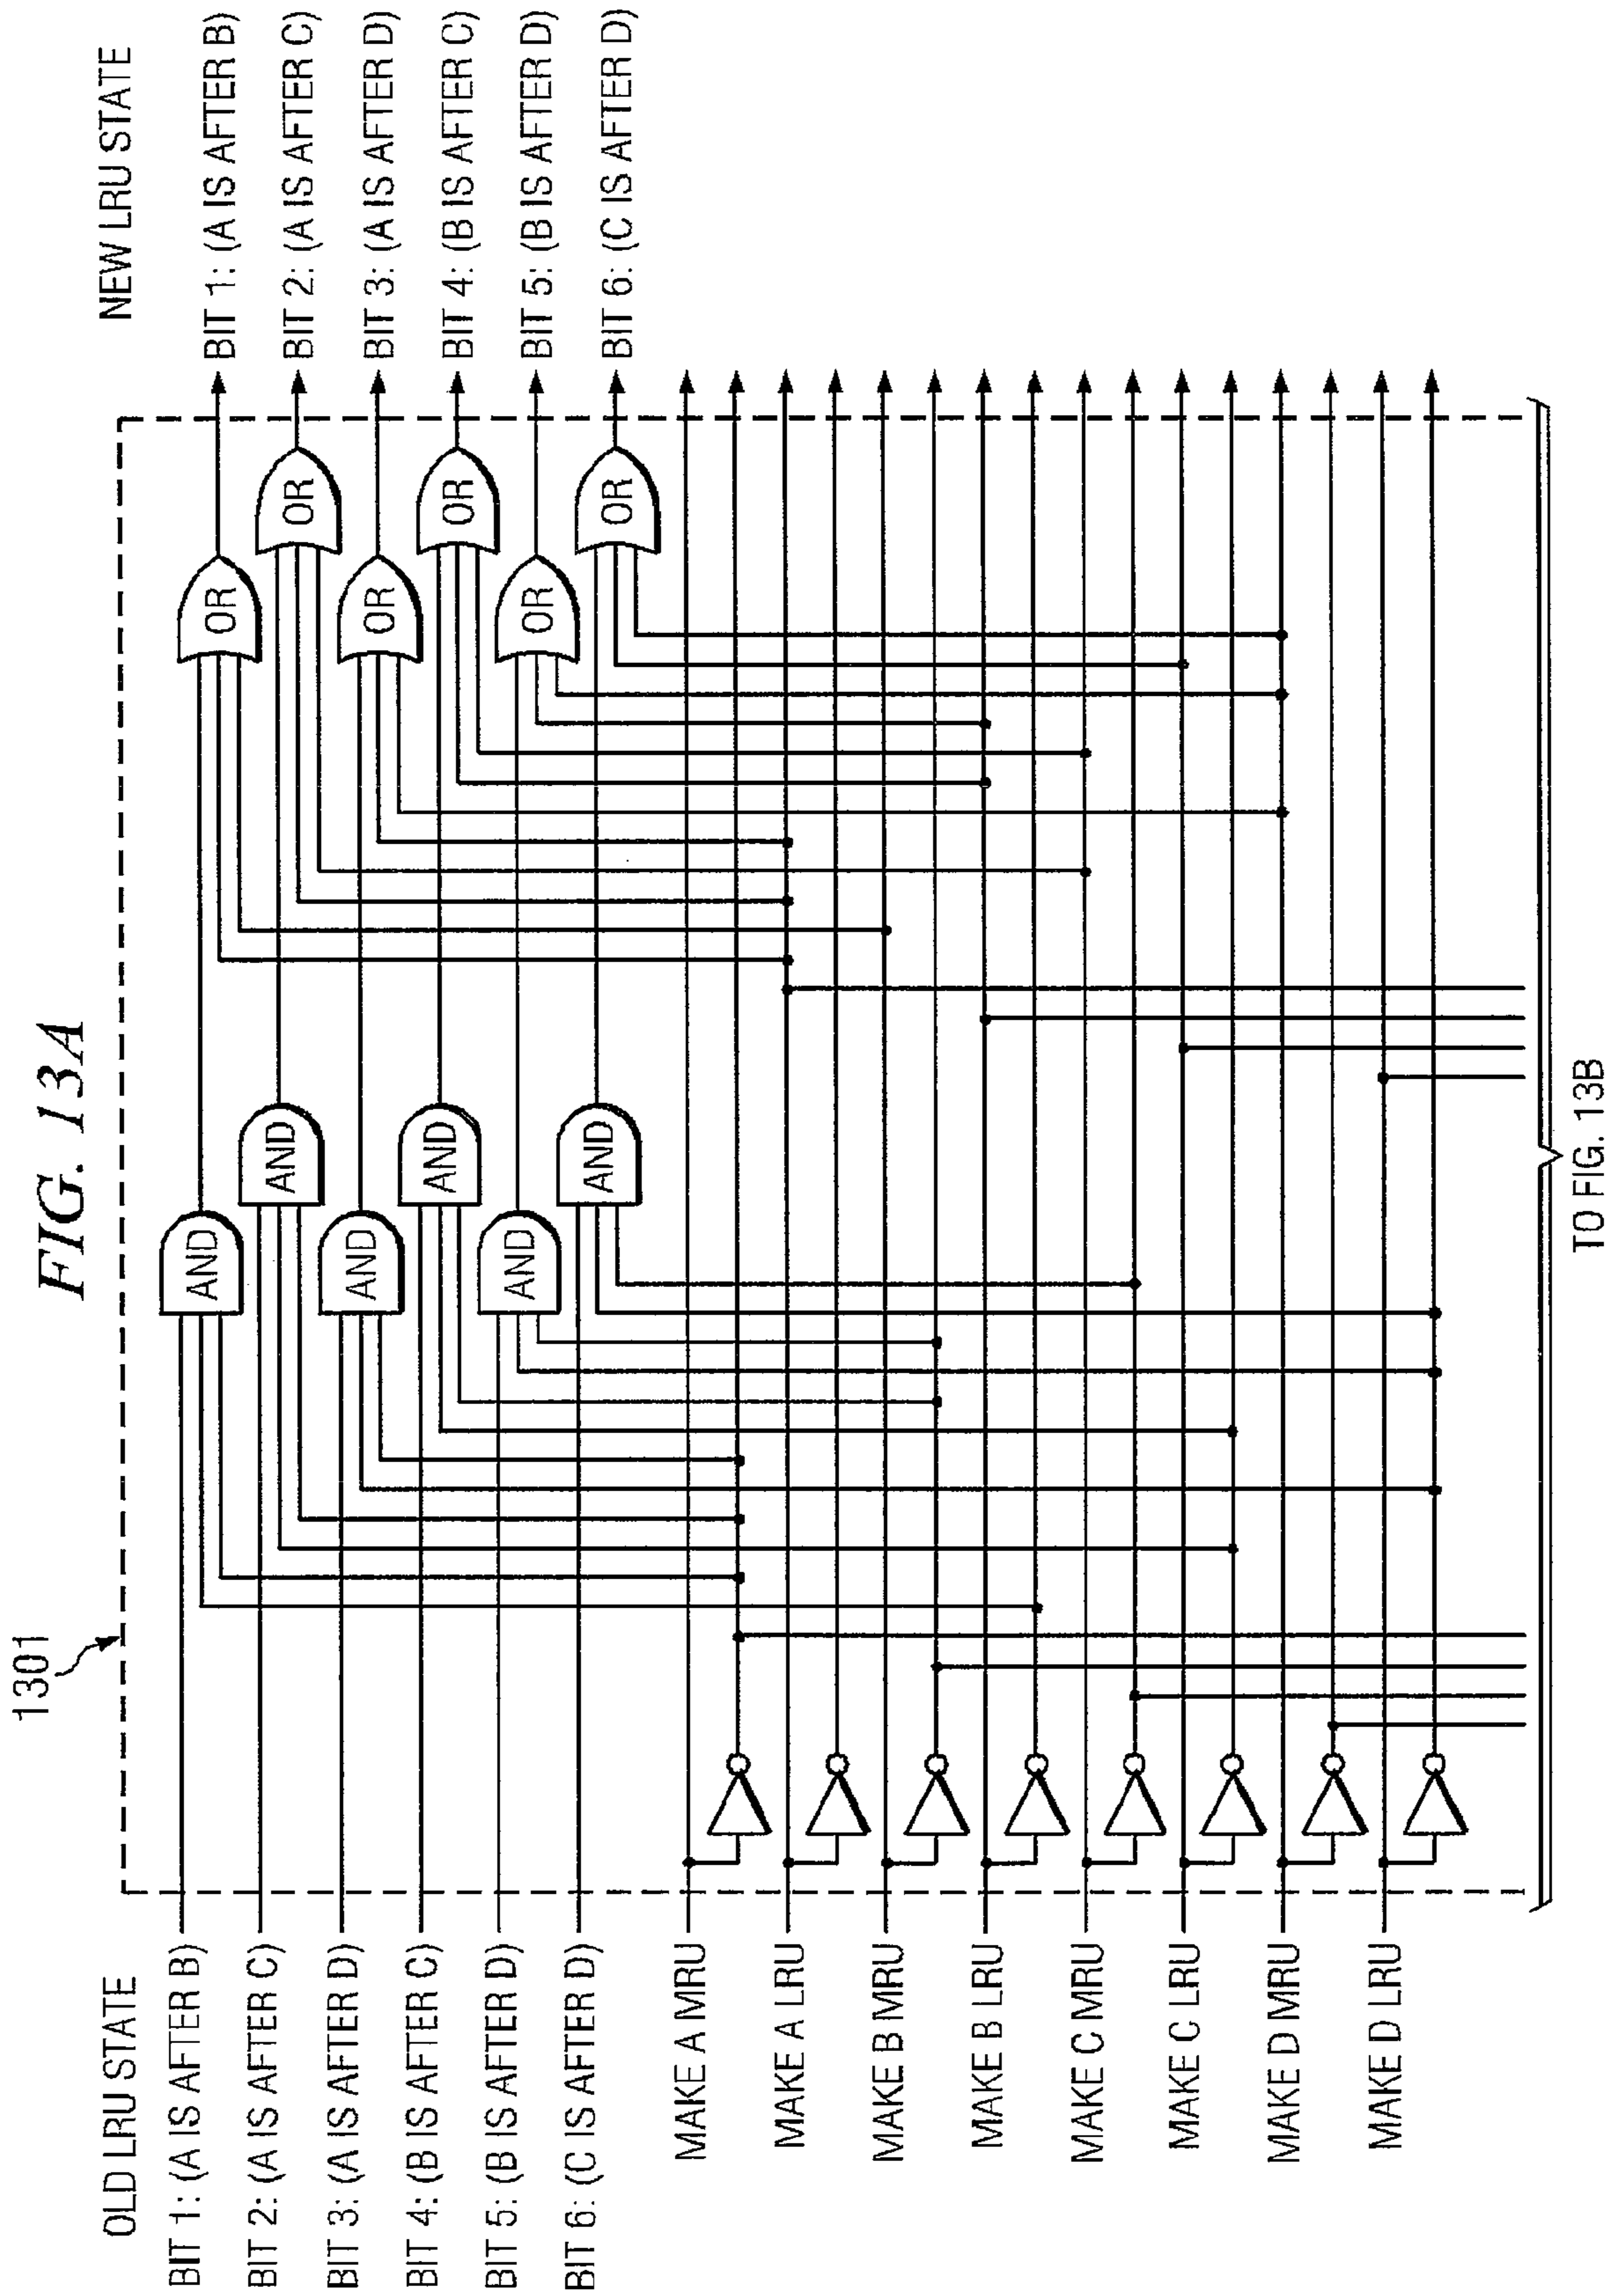 FIG. 13A
1301
OLD LRU STATE
BIT 1: (A IS AFTER B)
BIT 2: (A IS AFTER C)
BIT 3: (A IS AFTER D)
BIT 4: (B IS AFTER C)
BIT 5: (B IS AFTER D)
BIT 6: (C IS AFTER D)
MAKE A MRU
MAKE A LRU
MAKE B MRU
MAKE B LRU
MAKE C MRU
MAKE C LRU
MAKE D MRU
MAKE D LRU
AND
AND
AND
AND
AND
AND
OR
OR
OR
OR
OR
OR
NEW LRU STATE
BIT 1: (A IS AFTER B)
BIT 2: (A IS AFTER C)
BIT 3: (A IS AFTER D)
BIT 4: (B IS AFTER C)
BIT 5: (B IS AFTER D)
BIT 6: (C IS AFTER D)
TO FIG. 13B